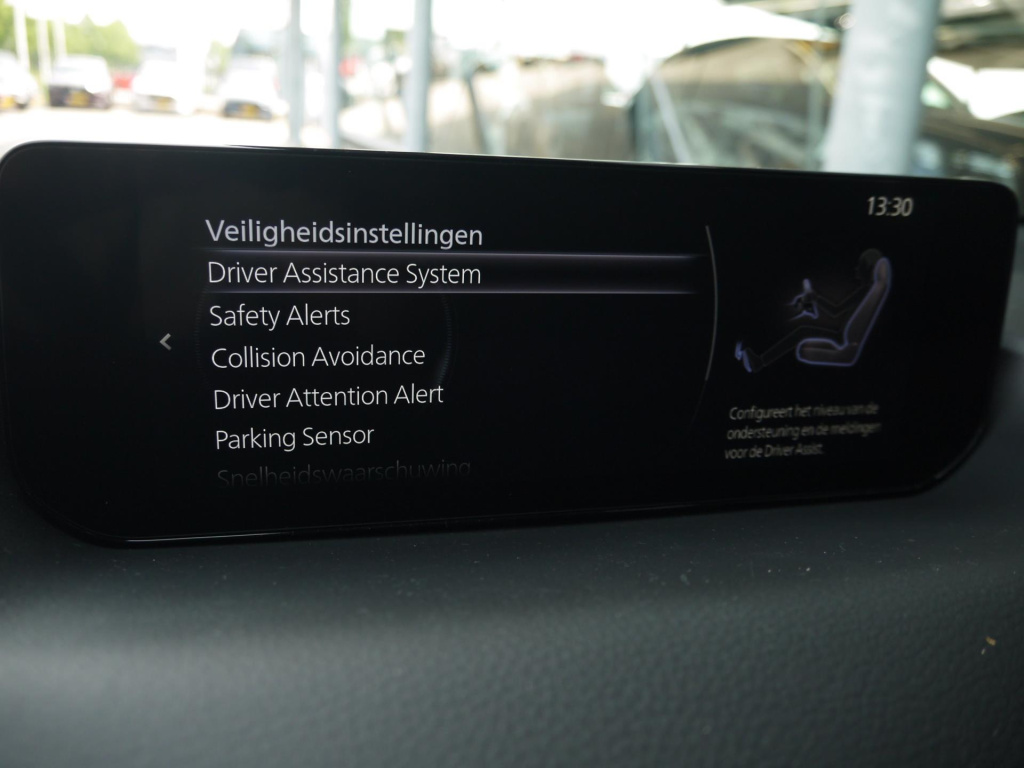 13:30
Veiligheidsinstellingen
Driver Assistance System
Safety Alerts
Collision Avoidance
Driver Attention Alert
Parking Sensor
Snelheidswaarschuwing
Configureert het niveau van de
ondersteuning en de meldingen
voor de Driver Assist.